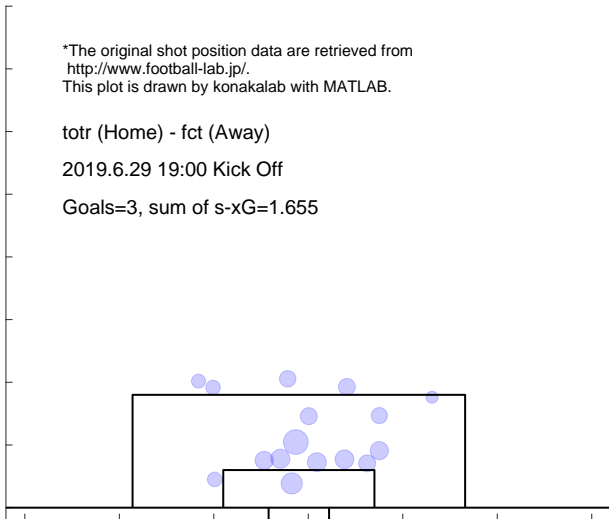 *The original shot position data are retrieved from
http://www.football-lab.jp/.
This plot is drawn by konakalab with MATLAB.
totr (Home) - fct (Away)
2019.6.29 19:00 Kick Off
Goals=3, sum of s-xG=1.655